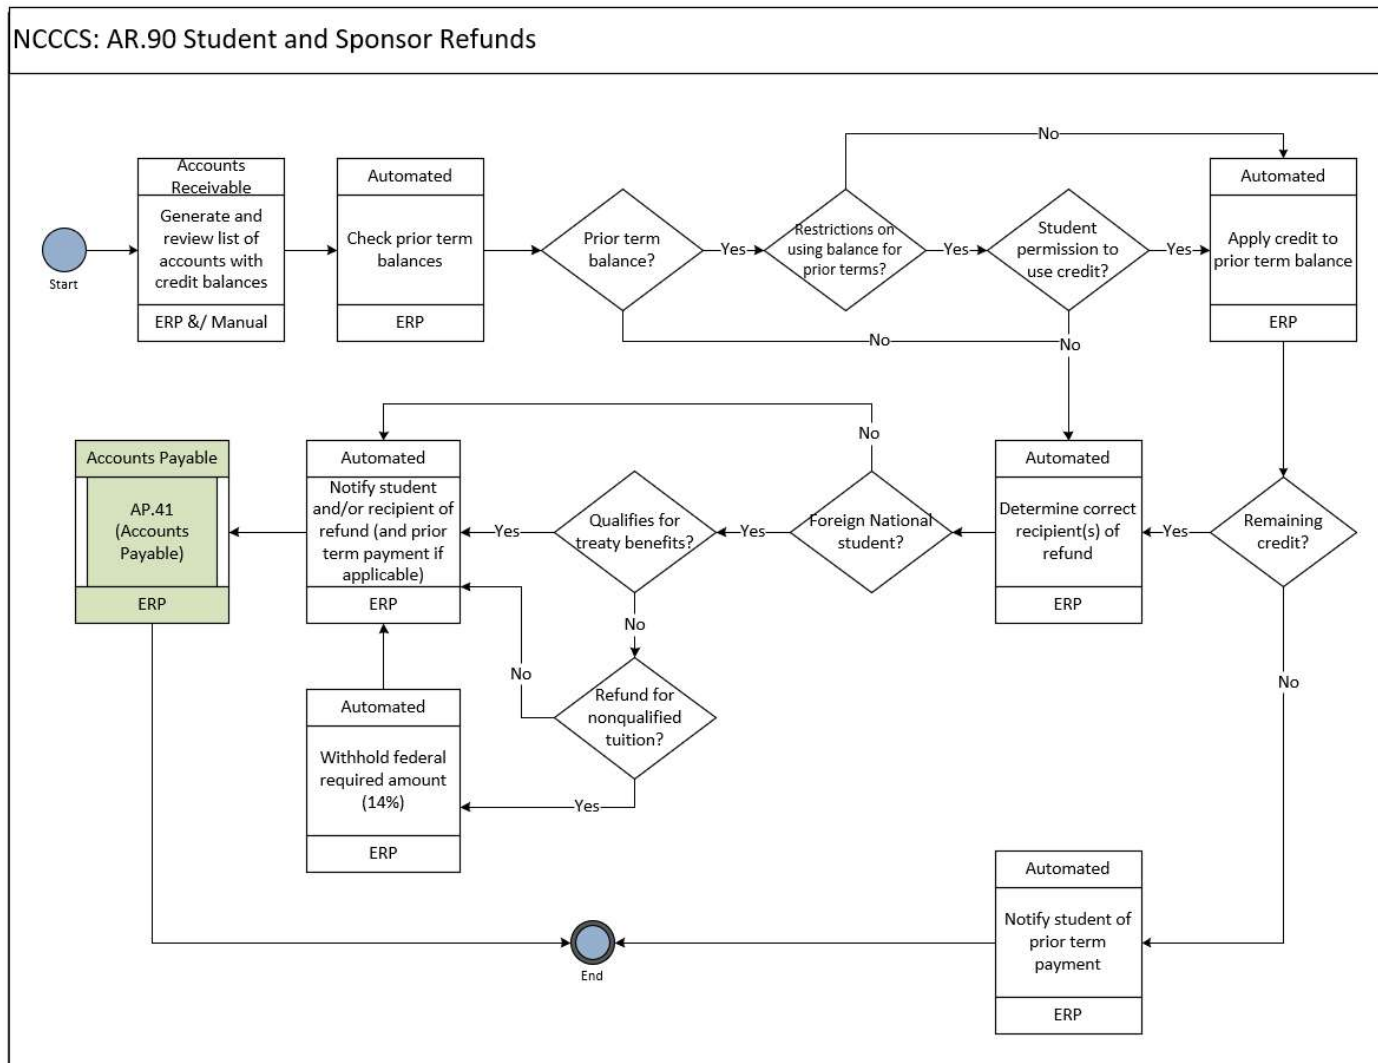 NCCCS: AR.90 Student and Sponsor Refunds
No
Accounts
Receivable
Generate and
review list of
accounts with
credit balances
ERP &/ Manual
Start
Automated
Check prior term
balances
ERP
Prior term
balance?
Yes
No
Restrictions on
using balance for
prior terms?
Yes
Student
permission to
use credit?
Yes
No
Automated
Apply credit to
prior term balance
ERP
Accounts Payable
AP.41
(Accounts
Payable)
ERP
Automated
Notify student
and/or recipient of
refund (and prior
term payment if
applicable)
ERP
Yes
Qualifies for
treaty benefits?
Yes
No
Foreign National
student?
No
Automated
Determine correct
recipient(s) of
refund
ERP
Yes
Remaining
credit?
No
No
Refund for
nonqualified
tuition?
Yes
Automated
Withhold federal
required amount
(14%)
ERP
Automated
Notify student of
prior term
payment
ERP
End